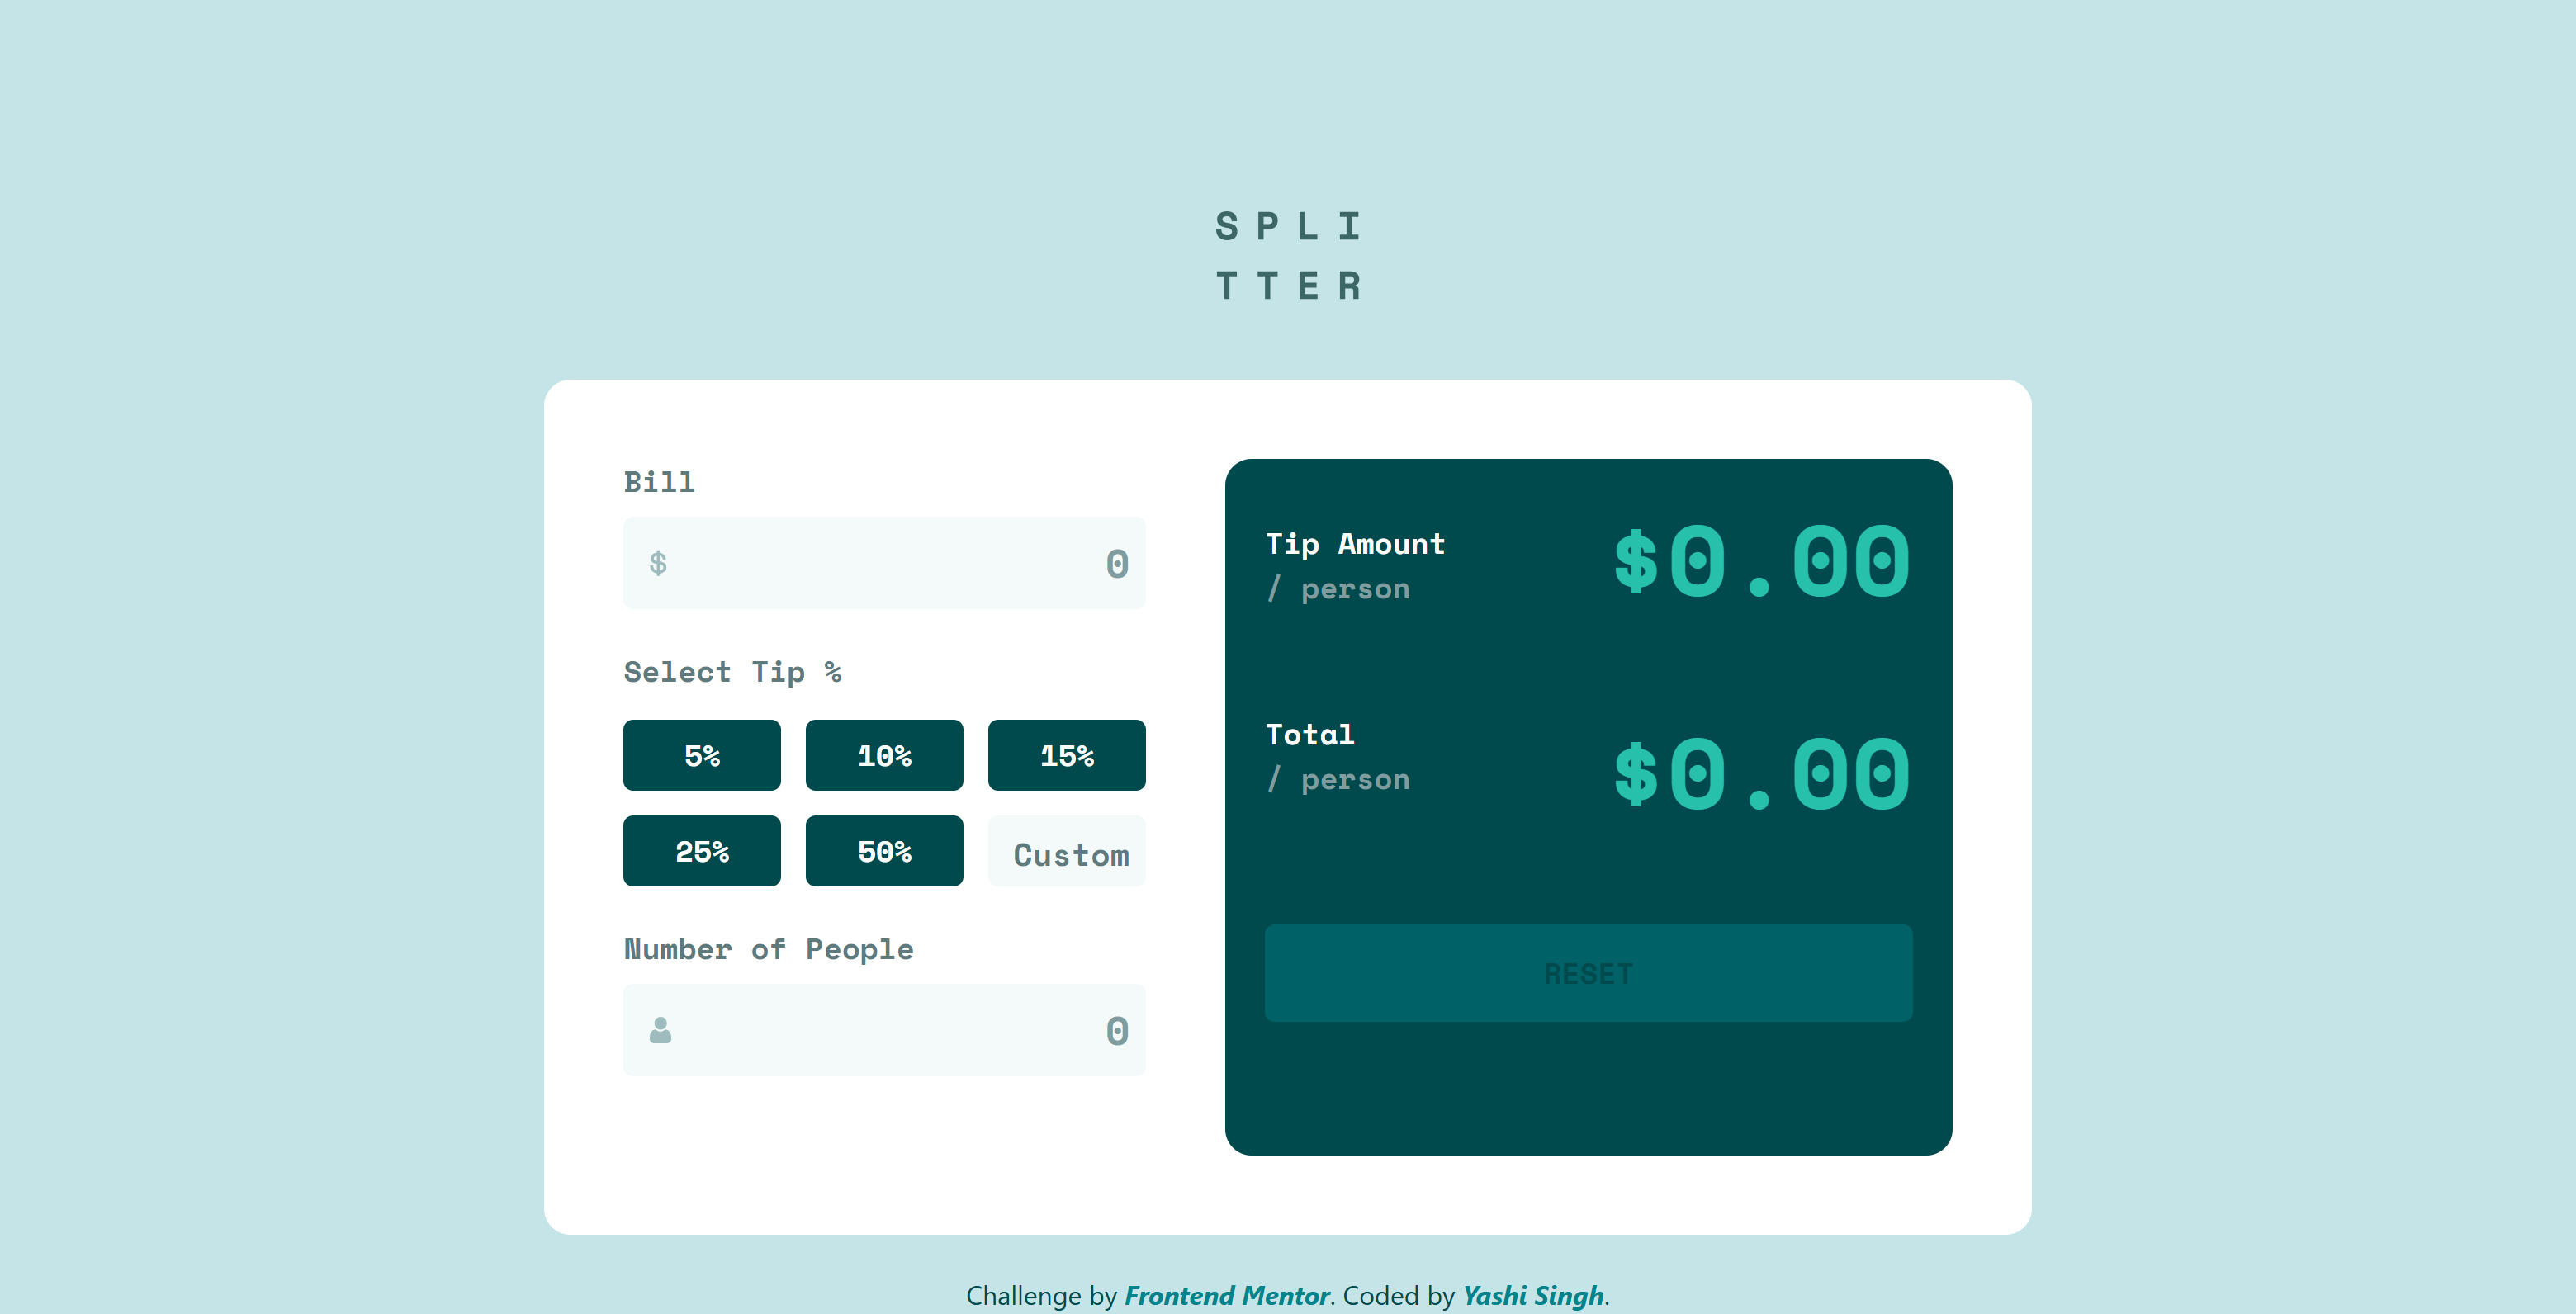 S P L I
T T E R
Bill
$ 0
Select Tip %
5% 10% 15%
25% 50% Custom
Number of People
0
Tip Amount
/ person
$0.00
Total
/ person
$0.00
RESET
Challenge by Frontend Mentor. Coded by Yashi Singh.